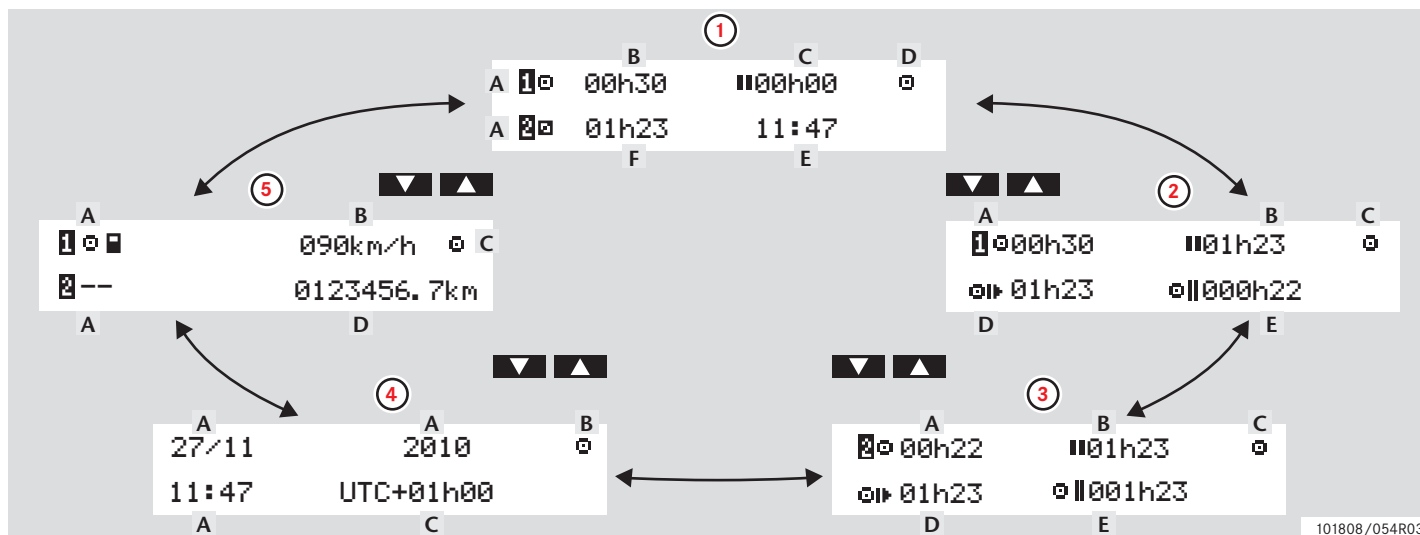 1
B C D
A 1 00h30 00h00
A 2 01h23 11:47
F E
5
A B
1 090km/h C
2 -- 0123456.7km
A D
2
A B C
1 00h30 01h23
01h23 000h22
D E
4
A A B
27/11 2010
11:47 UTC+01h00
A C
3
A B C
2 00h22 01h23
01h23 001h23
D E
101808/054R03